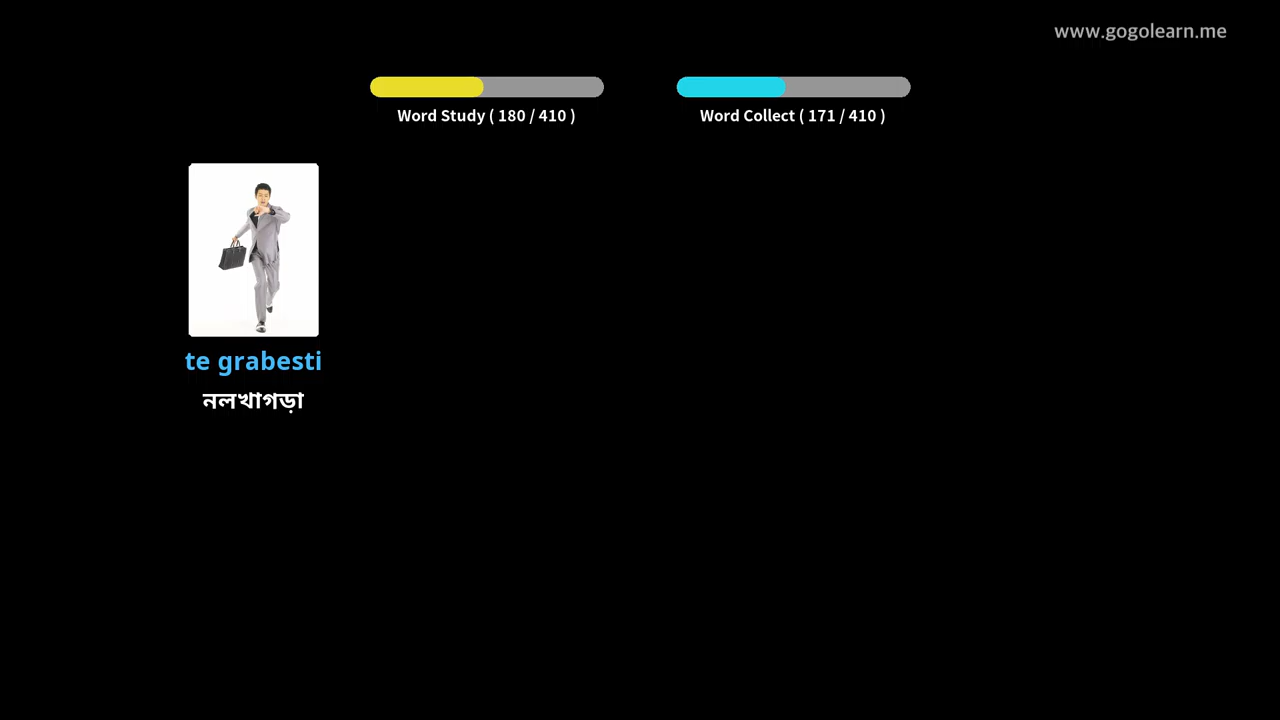 www.gogolearn.me
Word Study ( 180 / 410 )
Word Collect ( 171 / 410 )
te grabesti
নলখাগড়া